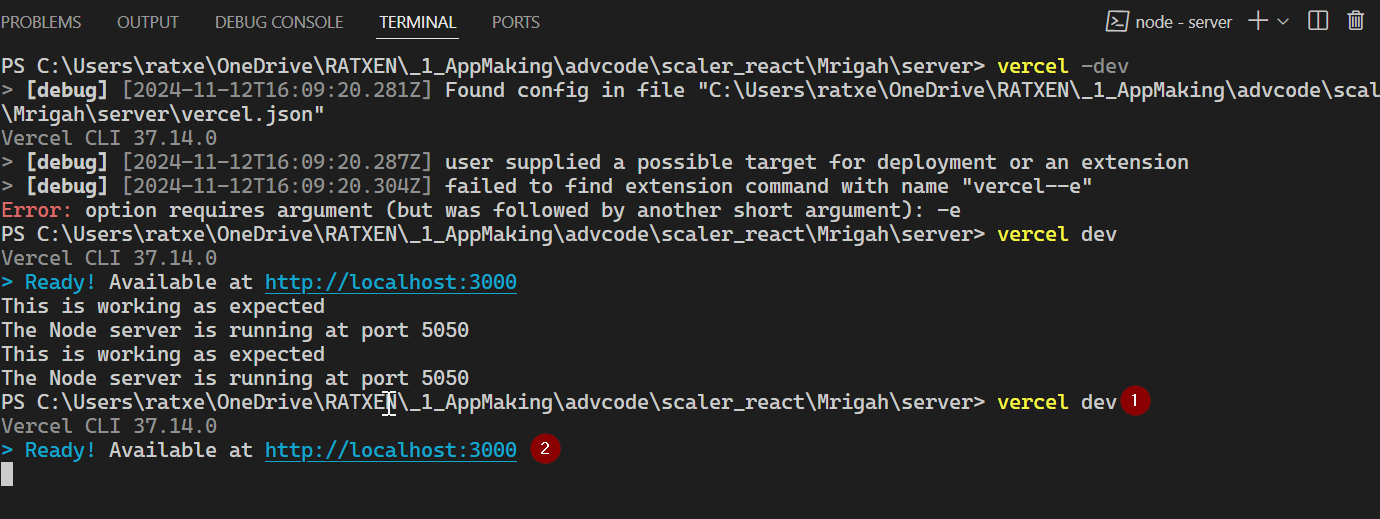 PROBLEMS OUTPUT DEBUG CONSOLE TERMINAL PORTS node - server
PS C:\Users\ratxe\OneDrive\RATXEN\_1_AppMaking\advcode\scaler_react\Mrigah\server> vercel -dev
> [debug] [2024-11-12T16:09:20.281Z] Found config in file "C:\Users\ratxe\OneDrive\RATXEN\_1_AppMaking\advcode\scal
\Mrigah\server\vercel.json"
Vercel CLI 37.14.0
> [debug] [2024-11-12T16:09:20.287Z] user supplied a possible target for deployment or an extension
> [debug] [2024-11-12T16:09:20.304Z] failed to find extension command with name "vercel--e"
Error: option requires argument (but was followed by another short argument): -e
PS C:\Users\ratxe\OneDrive\RATXEN\_1_AppMaking\advcode\scaler_react\Mrigah\server> vercel dev
Vercel CLI 37.14.0
> Ready! Available at http://localhost:3000
This is working as expected
The Node server is running at port 5050
This is working as expected
The Node server is running at port 5050
PS C:\Users\ratxe\OneDrive\RATXEN\_1_AppMaking\advcode\scaler_react\Mrigah\server> vercel dev 1
Vercel CLI 37.14.0
> Ready! Available at http://localhost:3000 2